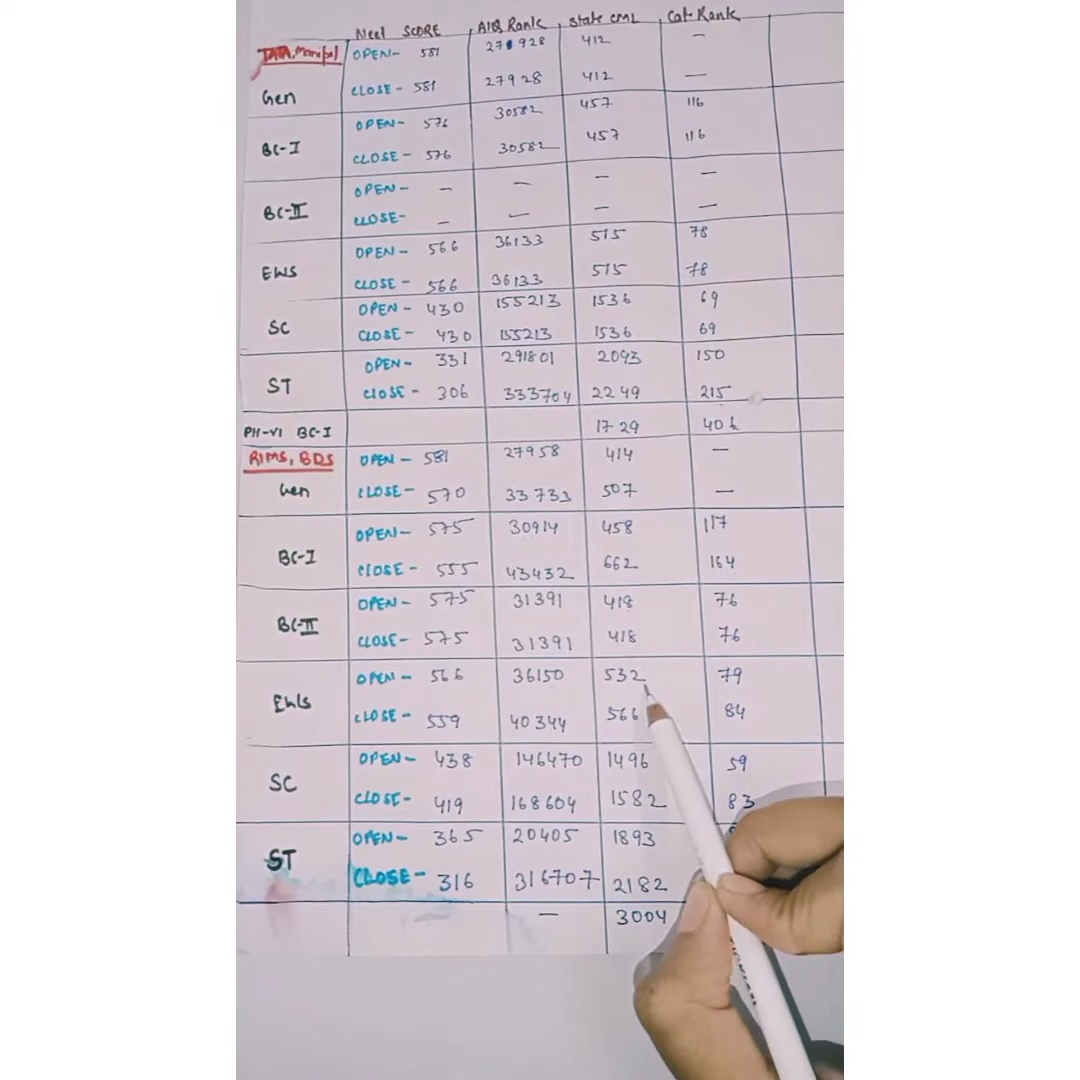 Neet SCORE AIQ Rank State CML Cat Rank
TATA, Manipal OPEN- 581 27928 412 —
Gen CLOSE- 581 27928 412 —
OPEN- 576 30582 457 116
BC-I CLOSE- 576 30582 457 116
OPEN- - — — —
BC-II CLOSE- - — — —
OPEN- 566 36133 515 78
EWS CLOSE- 566 36133 515 78
OPEN- 430 155213 1536 69
SC CLOSE- 430 155213 1536 69
OPEN- 331 291801 2093 150
ST CLOSE- 306 333704 2249 215
PH-VI BC-I 1729 40
RIMS, BDS OPEN- 581 27958 414 —
Gen CLOSE- 570 33733 507 —
OPEN- 575 30914 458 117
BC-I CLOSE- 555 43432 662 164
OPEN- 575 31391 418 76
BC-II CLOSE- 575 31391 418 76
OPEN- 566 36150 532 79
EWS CLOSE- 559 40344 566 84
OPEN- 438 146470 1496 59
SC CLOSE- 419 168604 1582 83
OPEN- 365 20405 1893
ST CLOSE- 316 316707 2182
— 3004